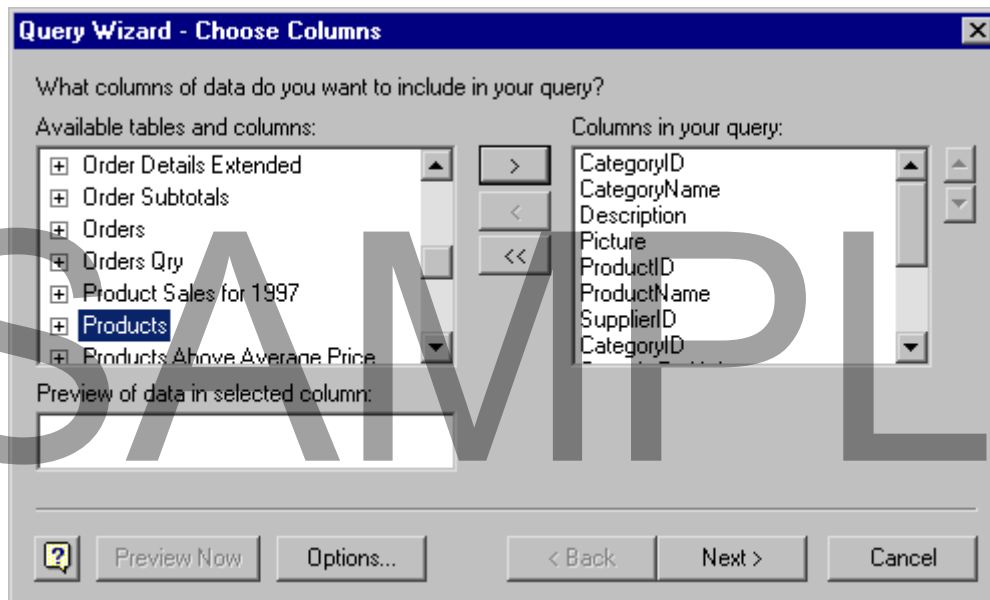 Query Wizard - Choose Columns
What columns of data do you want to include in your query?
Available tables and columns:
Order Details Extended
Order Subtotals
Orders
Orders Qry
Product Sales for 1997
Products
Products Above Average Price
>
<
<<
Columns in your query:
CategoryID
CategoryName
Description
Picture
ProductID
ProductName
SupplierID
CategoryID
Preview of data in selected column:
SAMPL
?
Preview Now
Options...
< Back
Next >
Cancel